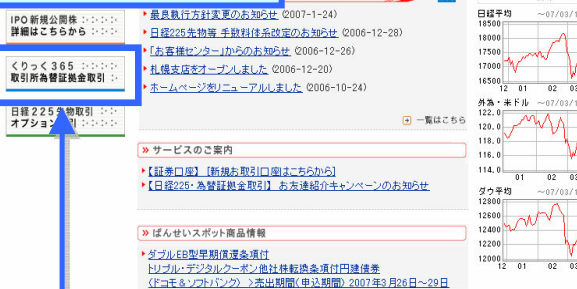 IPO新規公開株
詳細はこちらから
くりっく365
取引所為替証拠金取引
日経225先物取引
オプション
最良執行方針変更のお知らせ (2007-1-24)
日経225先物等 手数料体系改定のお知らせ (2006-12-28)
「お客様センター」からのお知らせ (2006-12-26)
札幌支店をオープンしました (2006-12-20)
ホームページをリニューアルしました (2006-10-24)
一覧はこちら
サービスのご案内
【証券口座】 [新規お取引口座はこちらから]
【日経225・為替証拠金取引】 お友達紹介キャンペーンのお知らせ
ばんせいスポット商品情報
ダブルEB型早期償還条項付
トリプル・デジタルクーポン他社株転換条項付円建債券
(ドコモ&ソフトバンク) >売出期間(申込期間) 2007年3月26日~29日
日経平均 ~07/03/1
18500
18000
17500
17000
16500
12 01 02 03
外為・米ドル ~07/03/1
122.0
120.0
118.0
116.0
114.0
01 02 03
ダウ平均 ~07/03/1
12800
12600
12400
12200
12000
12 01 02 03